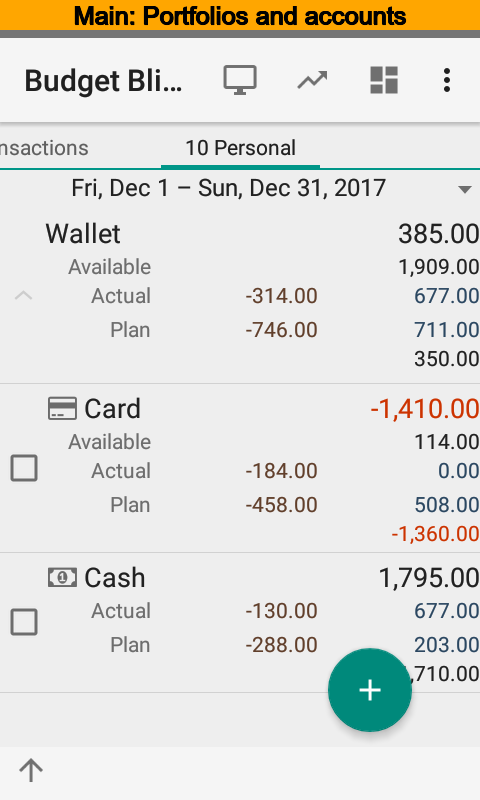 Main: Portfolios and accounts
Budget Bli...
nsactions 10 Personal
Fri, Dec 1 – Sun, Dec 31, 2017
Wallet 385.00
Available 1,909.00
Actual -314.00 677.00
Plan -746.00 711.00
350.00
Card -1,410.00
Available 114.00
Actual -184.00 0.00
Plan -458.00 508.00
-1,360.00
Cash 1,795.00
Actual -130.00 677.00
Plan -288.00 203.00
,710.00